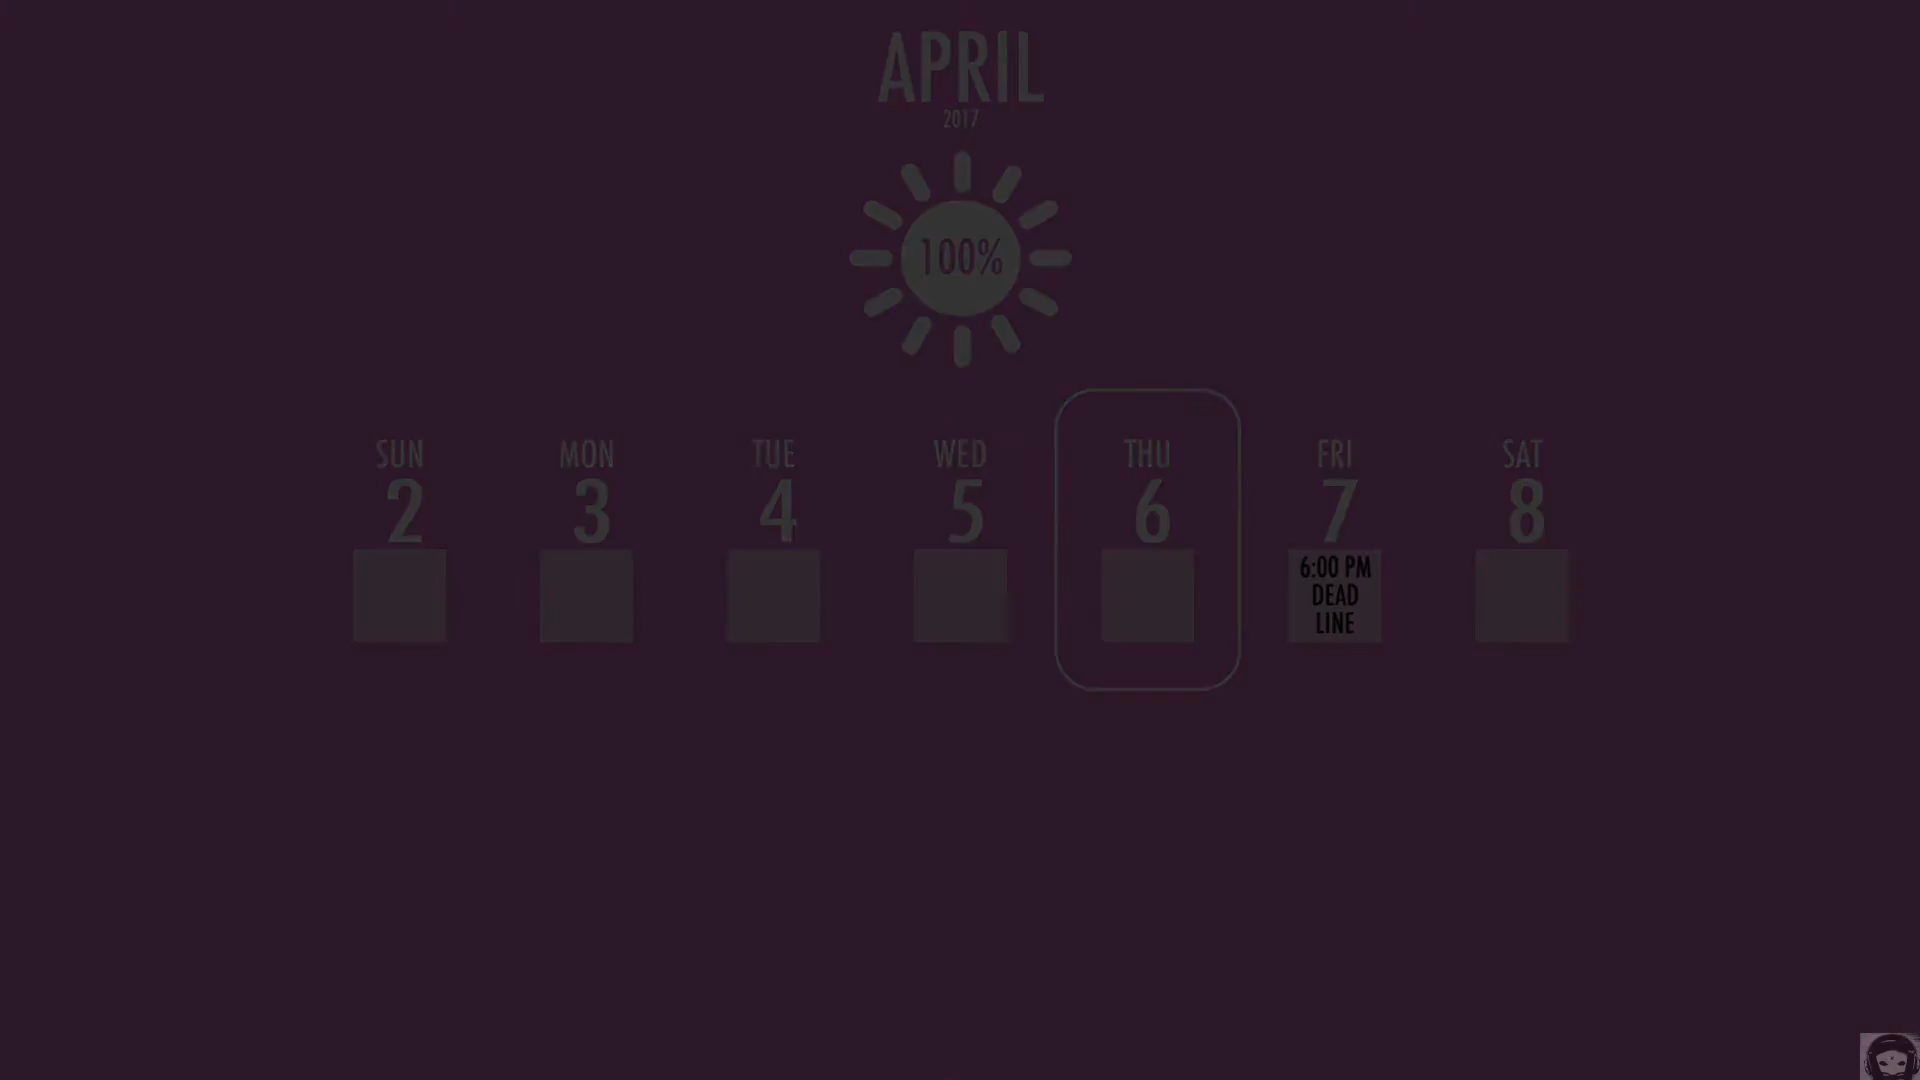 APRIL
2017
100%
SUN MON TUE WED THU FRI SAT
2 3 4 5 6 7 8
6:00 PM
DEAD
LINE